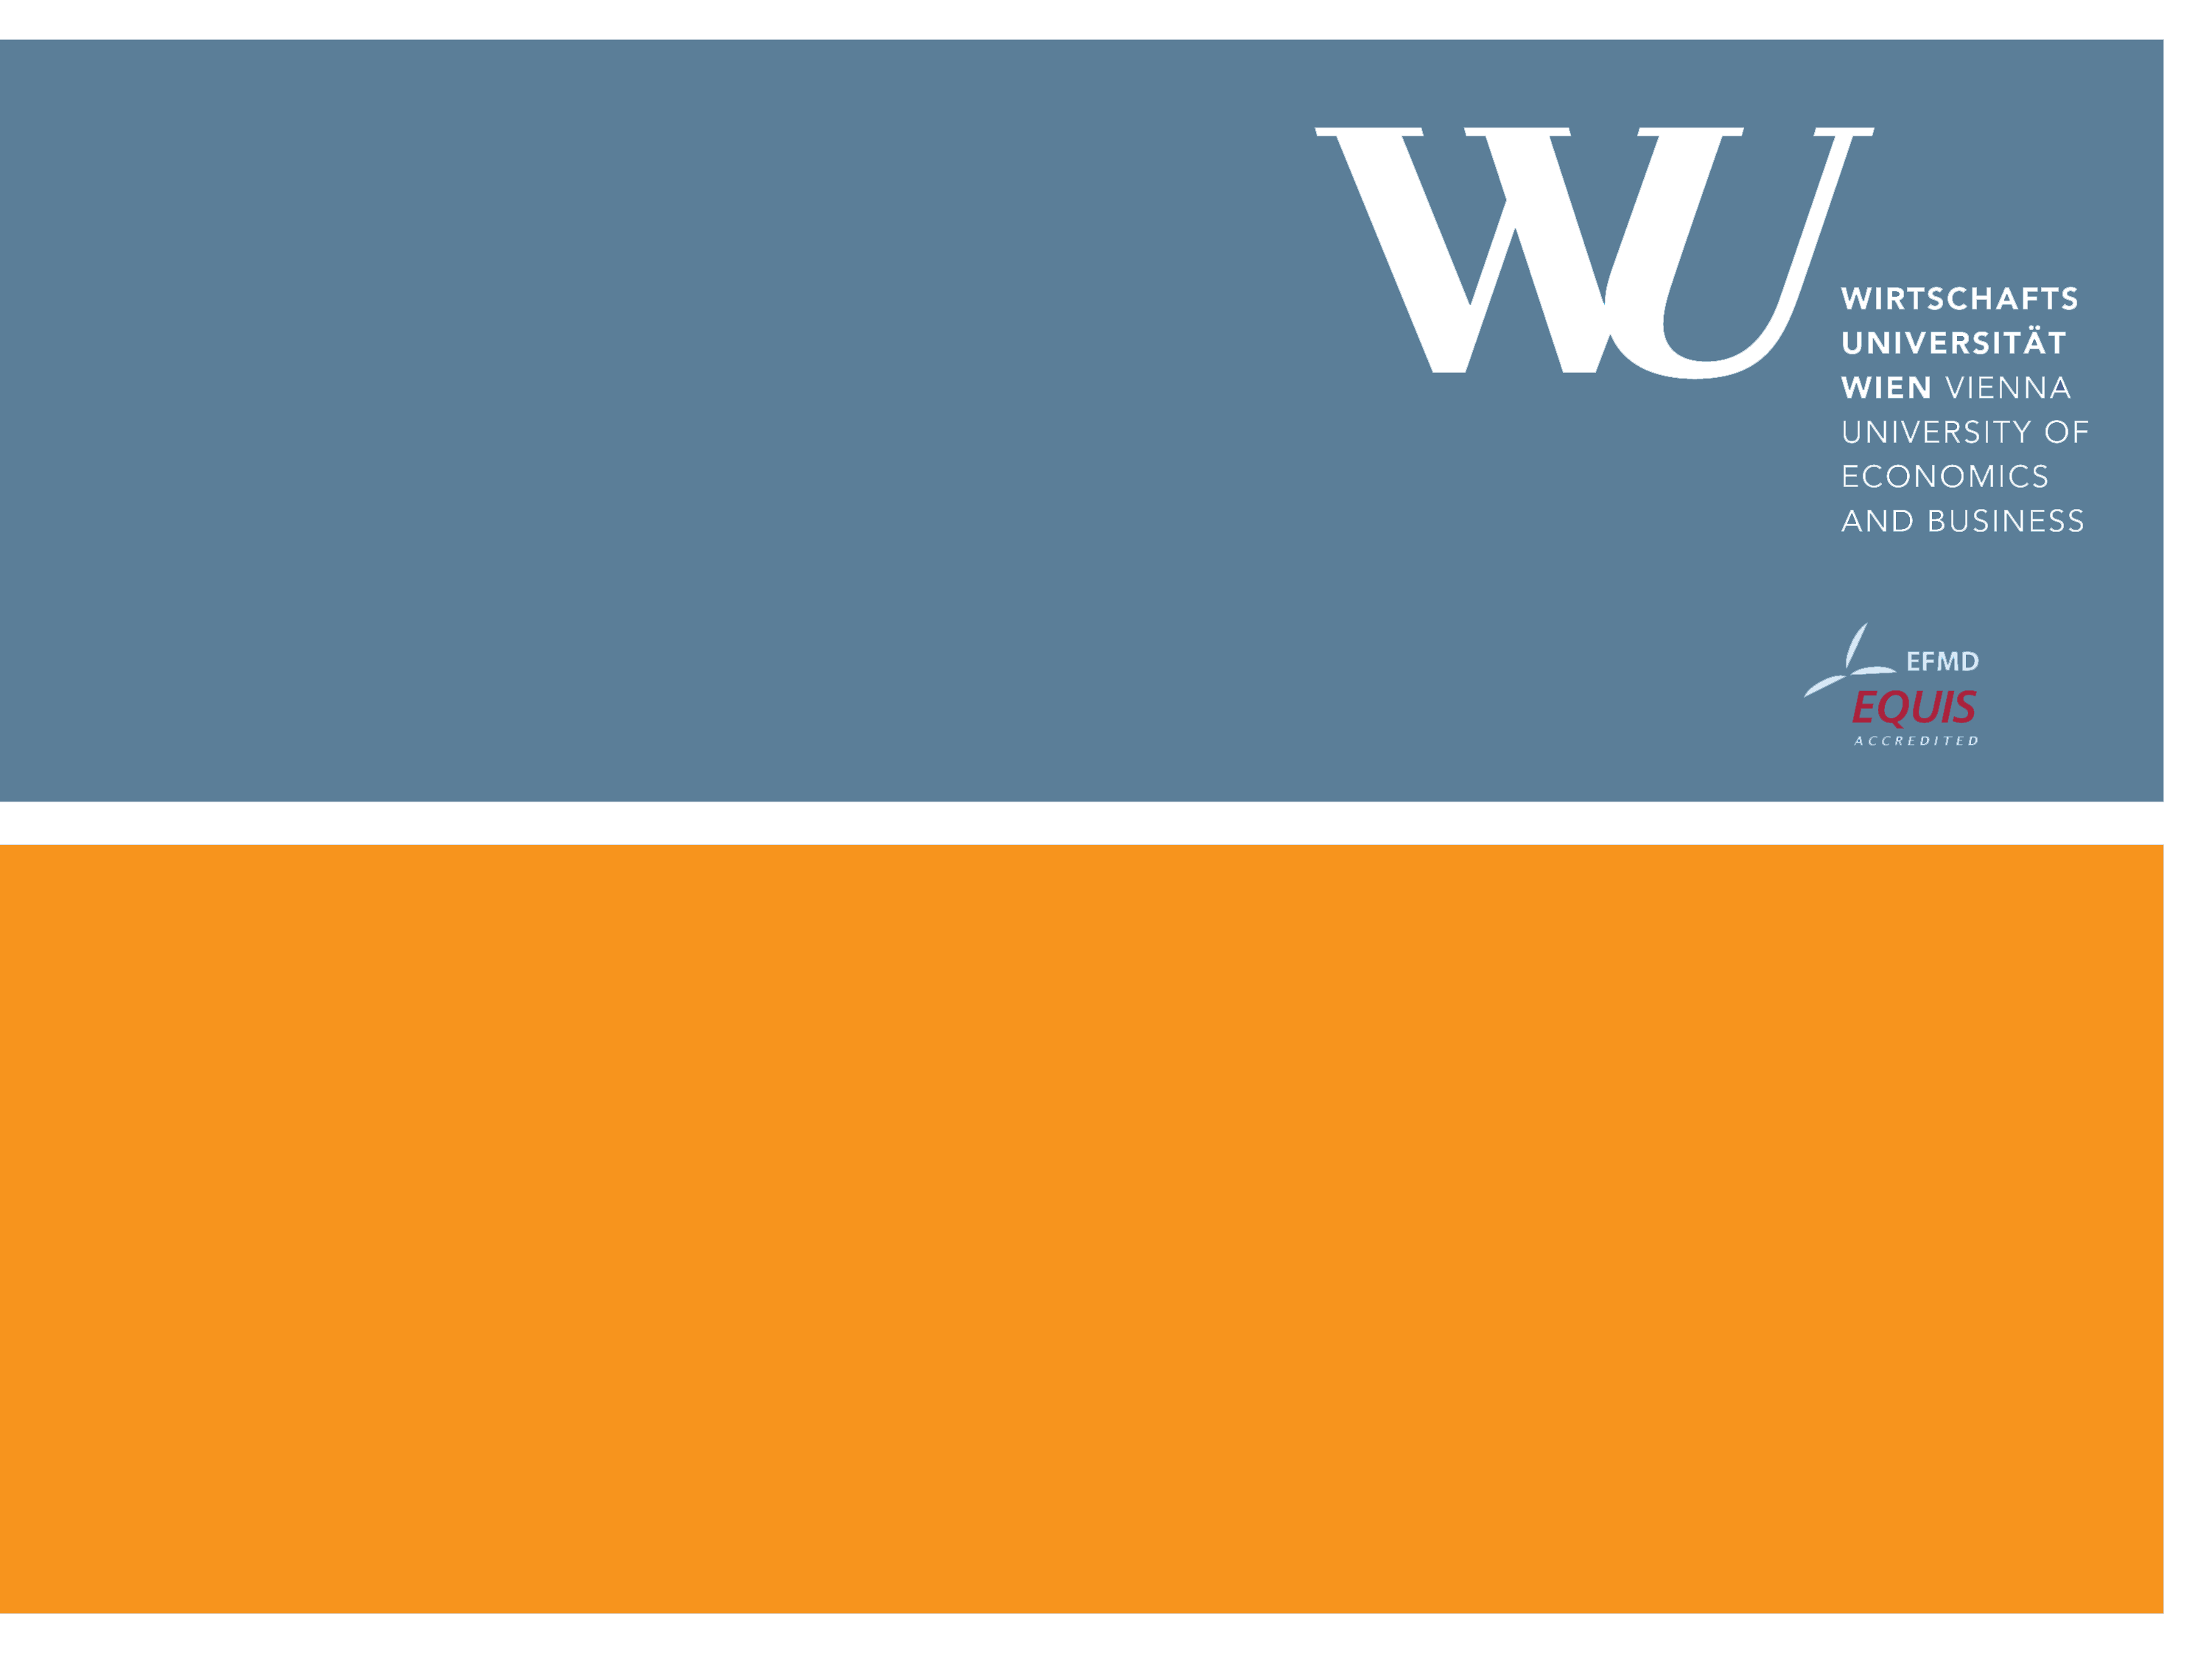 WU
WIRTSCHAFTS
UNIVERSITÄT
WIEN VIENNA
UNIVERSITY OF
ECONOMICS
AND BUSINESS
EFMD
EQUIS
ACCREDITED